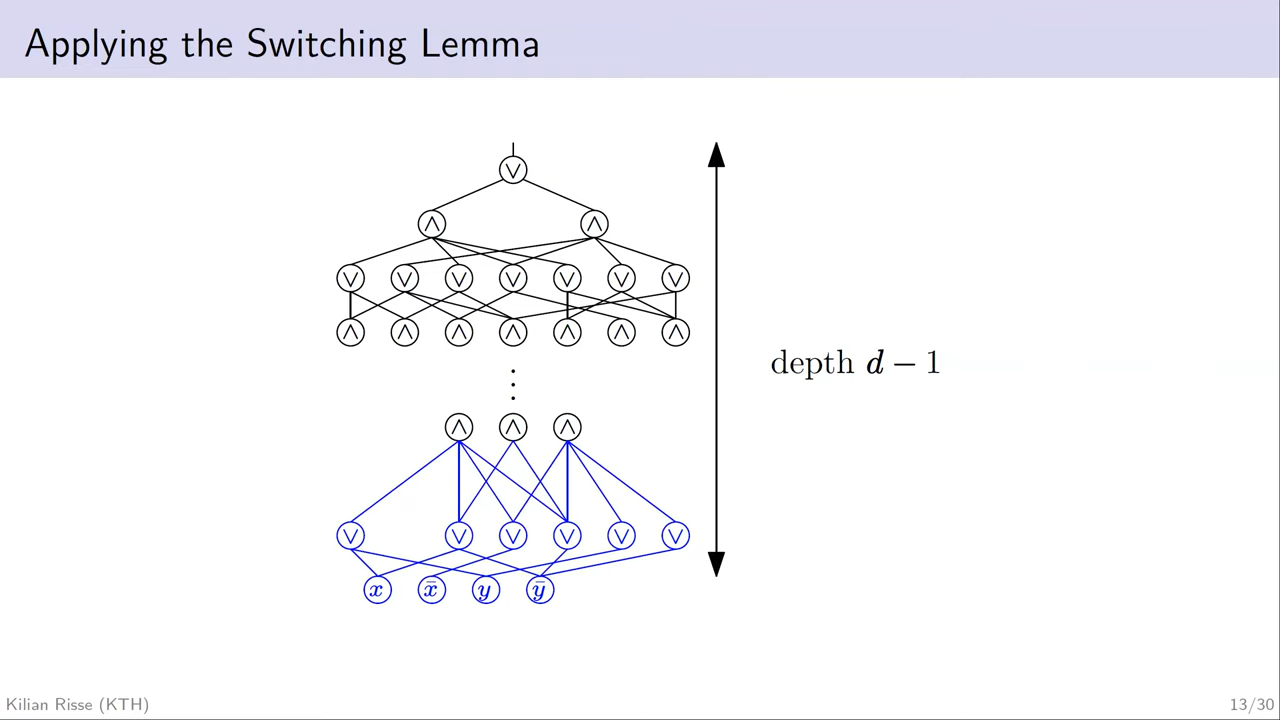 Applying the Switching Lemma
∨
∧ ∧
∨ ∨ ∨ ∨ ∨ ∨ ∨
∧ ∧ ∧ ∧ ∧ ∧ ∧
depth d − 1
⋮
∧ ∧ ∧
∨ ∨ ∨ ∨ ∨ ∨
x x̄ y ȳ
Kilian Risse (KTH)
13/30